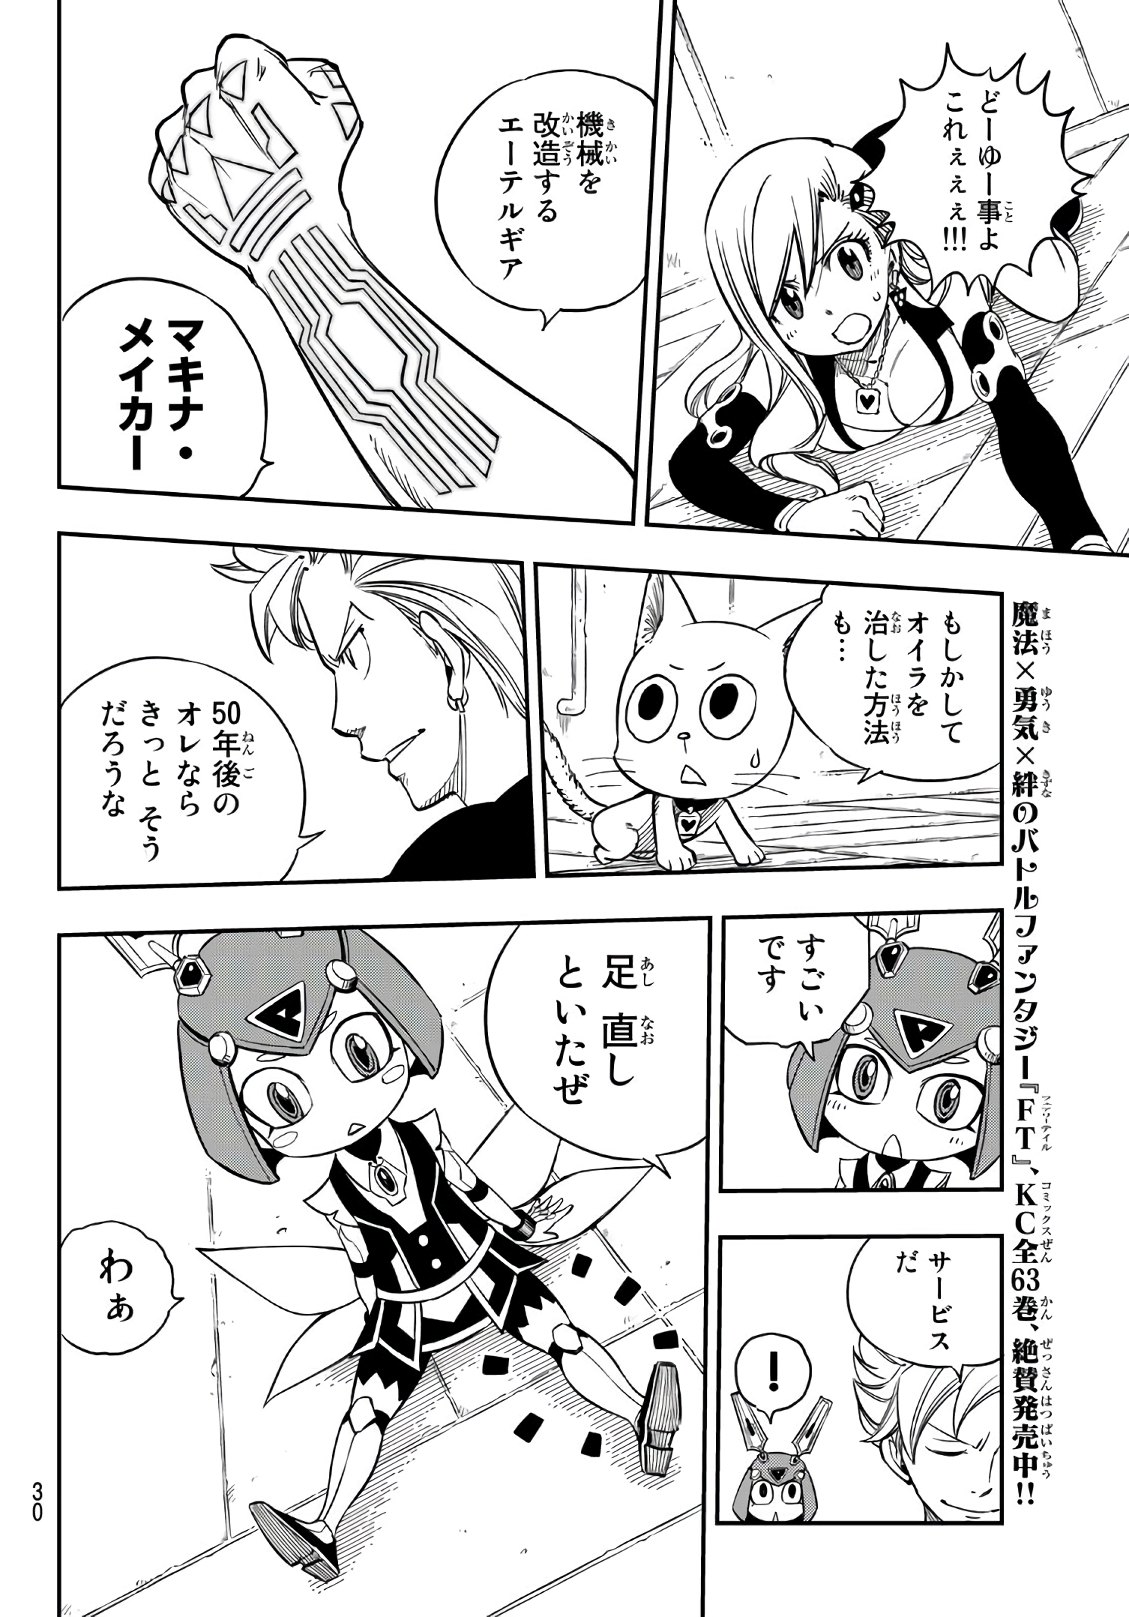 どーゆー事よ
これぇぇぇ!!!
機械を
改造する
エーテルギア
マキナ・
メイカー
もしかして
オイラを
治した方法
も…
50年後の
オレなら
きっと そう
だろうな
すごい
です
サービス
だ
!
足 直し
といたぜ
わぁ
魔法×勇気×絆のバトルファンタジー『FT』、KC全63巻、絶賛発売中!!
30